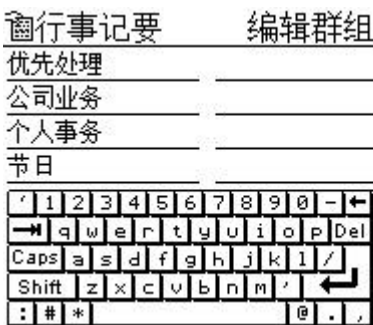 行事记要 编辑群组
优先处理
公司业务
个人事务
节日
' 1 2 3 4 5 6 7 8 9 0 - ←
q w e r t y u i o p Del
Caps a s d f g h j k l /
Shift z x c v b n m '
: # * @ . ,